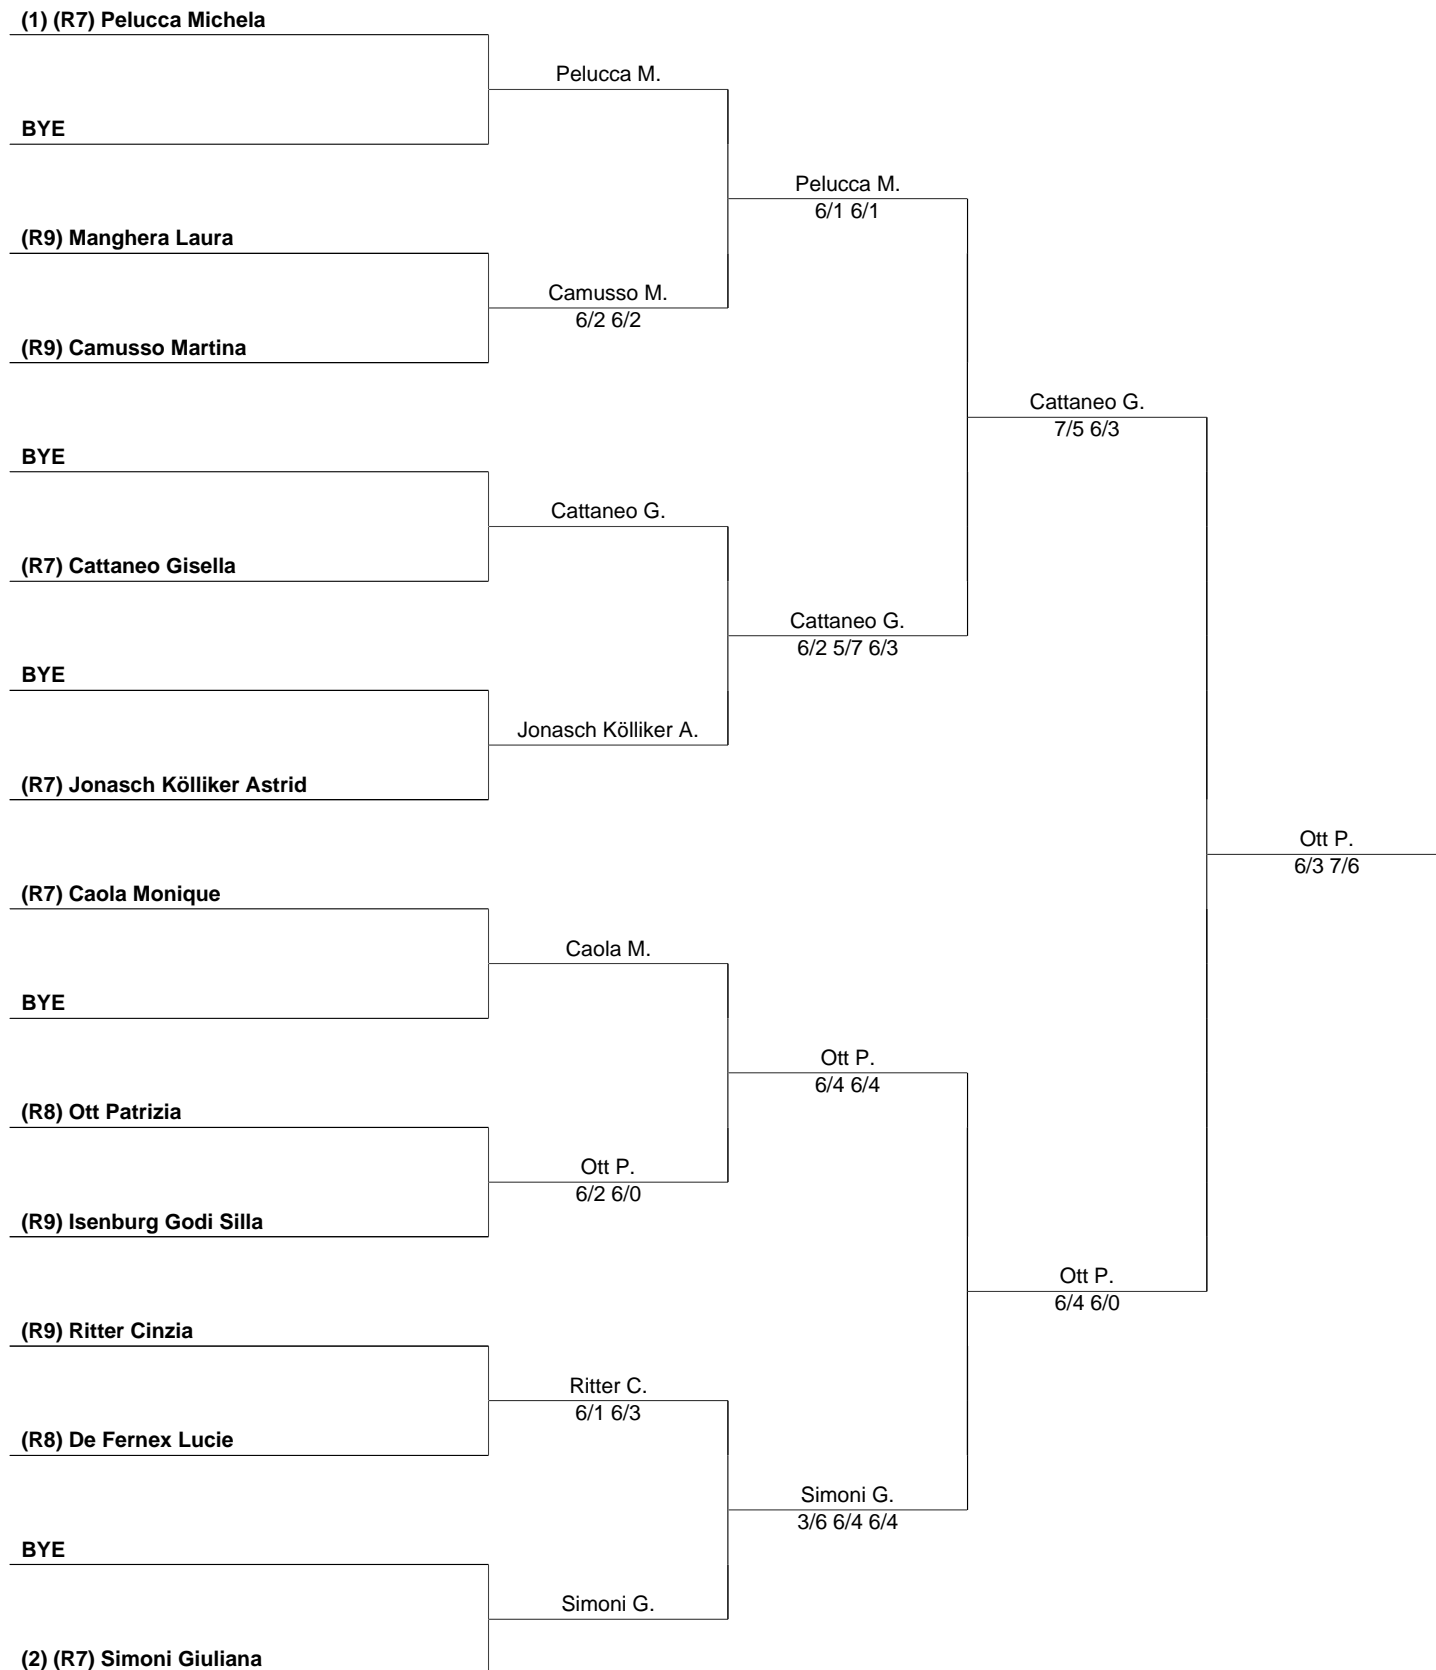 (1) (R7) Pelucca Michela
Pelucca M.
BYE
Pelucca M.
6/1 6/1
(R9) Manghera Laura
Camusso M.
6/2 6/2
(R9) Camusso Martina
Cattaneo G.
7/5 6/3
BYE
Cattaneo G.
(R7) Cattaneo Gisella
Cattaneo G.
6/2 5/7 6/3
BYE
Jonasch Kölliker A.
(R7) Jonasch Kölliker Astrid
Ott P.
6/3 7/6
(R7) Caola Monique
Caola M.
BYE
Ott P.
6/4 6/4
(R8) Ott Patrizia
Ott P.
6/2 6/0
(R9) Isenburg Godi Silla
Ott P.
6/4 6/0
(R9) Ritter Cinzia
Ritter C.
6/1 6/3
(R8) De Fernex Lucie
Simoni G.
3/6 6/4 6/4
BYE
Simoni G.
(2) (R7) Simoni Giuliana